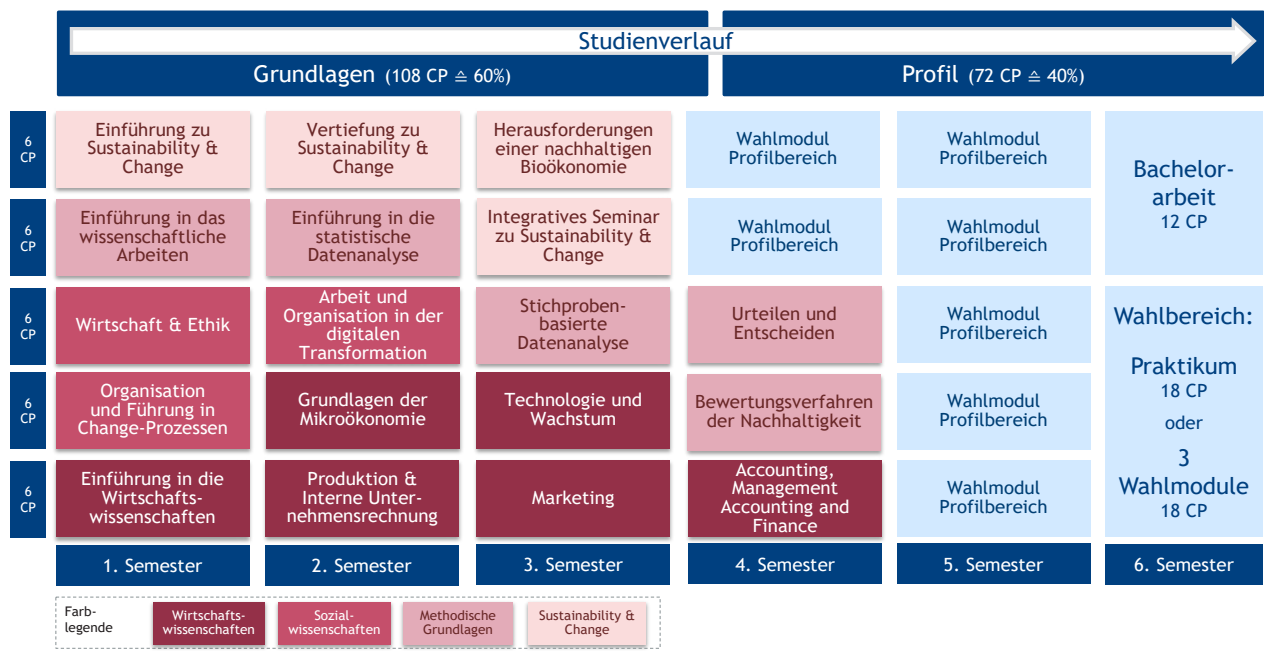 Studienverlauf
Grundlagen (108 CP ≙ 60%)
Profil (72 CP ≙ 40%)
6
CP
Einführung zu
Sustainability &
Change
Vertiefung zu
Sustainability &
Change
Herausforderungen
einer nachhaltigen
Bioökonomie
Wahlmodul
Profilbereich
Wahlmodul
Profilbereich
Bachelor-
arbeit
12 CP
6
CP
Einführung in das
wissenschaftliche
Arbeiten
Einführung in die
statistische
Datenanalyse
Integratives Seminar
zu Sustainability &
Change
Wahlmodul
Profilbereich
Wahlmodul
Profilbereich
6
CP
Wirtschaft & Ethik
Arbeit und
Organisation in der
digitalen
Transformation
Stichproben-
basierte
Datenanalyse
Urteilen und
Entscheiden
Wahlmodul
Profilbereich
Wahlbereich:
Praktikum
18 CP
oder
3
Wahlmodule
18 CP
6
CP
Organisation
und Führung in
Change-Prozessen
Grundlagen der
Mikroökonomie
Technologie und
Wachstum
Bewertungsverfahren
der Nachhaltigkeit
Wahlmodul
Profilbereich
6
CP
Einführung in die
Wirtschafts-
wissenschaften
Produktion &
Interne Unter-
nehmensrechnung
Marketing
Accounting,
Management
Accounting and
Finance
Wahlmodul
Profilbereich
1. Semester
2. Semester
3. Semester
4. Semester
5. Semester
6. Semester
Farb-
legende
Wirtschafts-
wissenschaften
Sozial-
wissenschaften
Methodische
Grundlagen
Sustainability &
Change